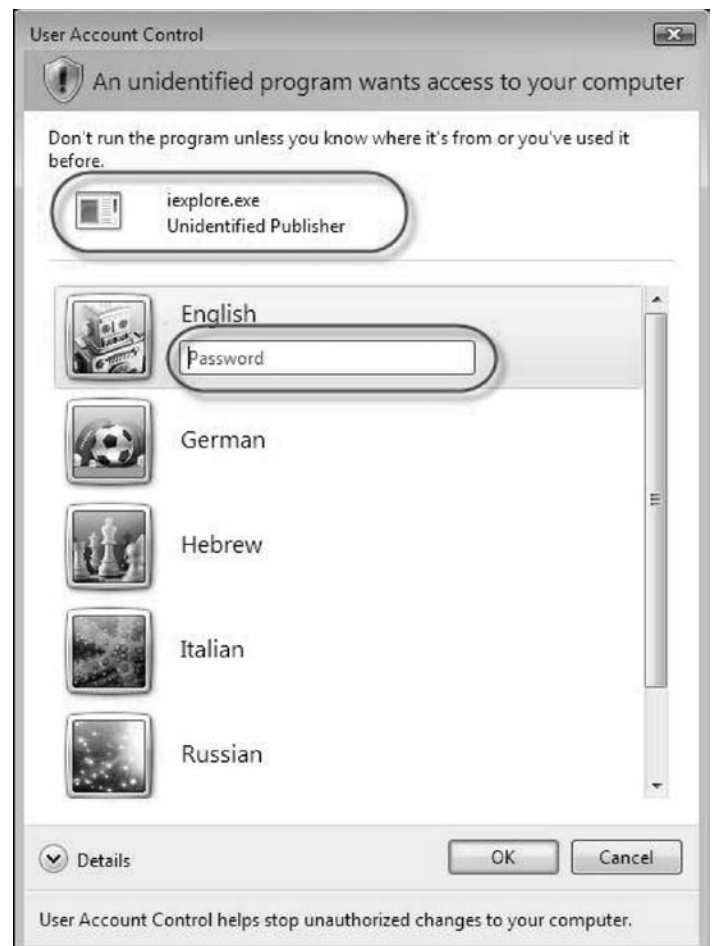 User Account Control
An unidentified program wants access to your computer
Don't run the program unless you know where it's from or you've used it
before.
iexplore.exe
Unidentified Publisher
English
Password
German
Hebrew
Italian
Russian
Details
OK
Cancel
User Account Control helps stop unauthorized changes to your computer.